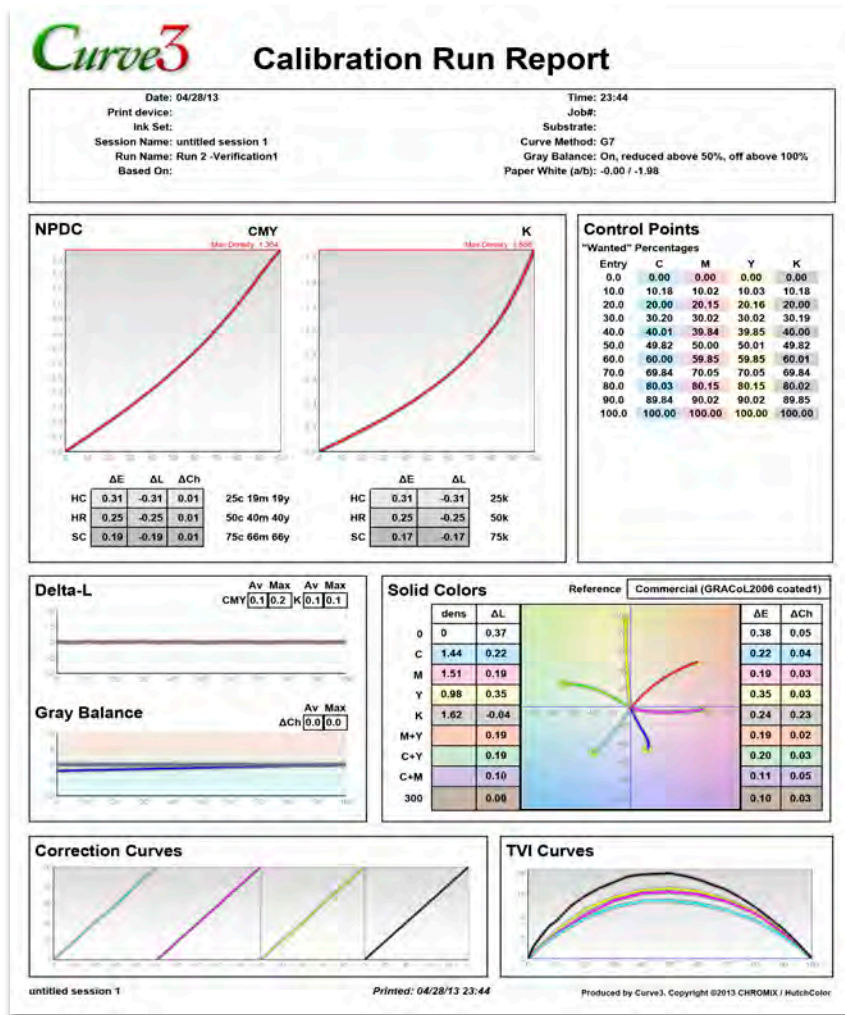 Curve3
Calibration Run Report
Date: 04/28/13
Print device:
Ink Set:
Session Name: untitled session 1
Run Name: Run 2 -Verification1
Based On:
Time: 23:44
Job#:
Substrate:
Curve Method: G7
Gray Balance: On, reduced above 50%, off above 100%
Paper White (a/b): -0.00 / -1.98
NPDC
CMY
K
Max Density
Max Density
ΔE ΔL ΔCh
HC 0.31 -0.31 0.01 25c 19m 19y
HR 0.25 -0.25 0.01 50c 40m 40y
SC 0.19 -0.19 0.01 75c 66m 66y
ΔE ΔL
HC 0.31 -0.31 25k
HR 0.25 -0.25 50k
SC 0.17 -0.17 75k
Control Points
"Wanted" Percentages
Entry C M Y K
0.0 0.00 0.00 0.00 0.00
10.0 10.18 10.02 10.03 10.18
20.0 20.00 20.15 20.16 20.00
30.0 30.20 30.02 30.02 30.19
40.0 40.01 39.84 39.85 40.00
50.0 49.82 50.00 50.01 49.82
60.0 60.00 59.85 59.85 60.01
70.0 69.84 70.05 70.05 69.84
80.0 80.03 80.15 80.15 80.02
90.0 89.84 90.02 90.02 89.85
100.0 100.00 100.00 100.00 100.00
Delta-L
Av Max Av Max
CMY 0.1 0.2 K 0.1 0.1
Gray Balance
Av Max
ΔCh 0.0 0.0
Solid Colors
Reference Commercial (GRACoL2006 coated1)
dens ΔL ΔE ΔCh
0 0 0.37 0.38 0.05
C 1.44 0.22 0.22 0.04
M 1.51 0.19 0.19 0.03
Y 0.98 0.35 0.35 0.03
K 1.62 -0.04 0.24 0.23
M+Y 0.19 0.19 0.02
C+Y 0.19 0.20 0.03
C+M 0.10 0.11 0.05
300 0.10 0.03
Correction Curves
TVI Curves
untitled session 1
Printed: 04/28/13 23:44
Produced by Curve3. Copyright ©2013 CHROMiX / HutchColor